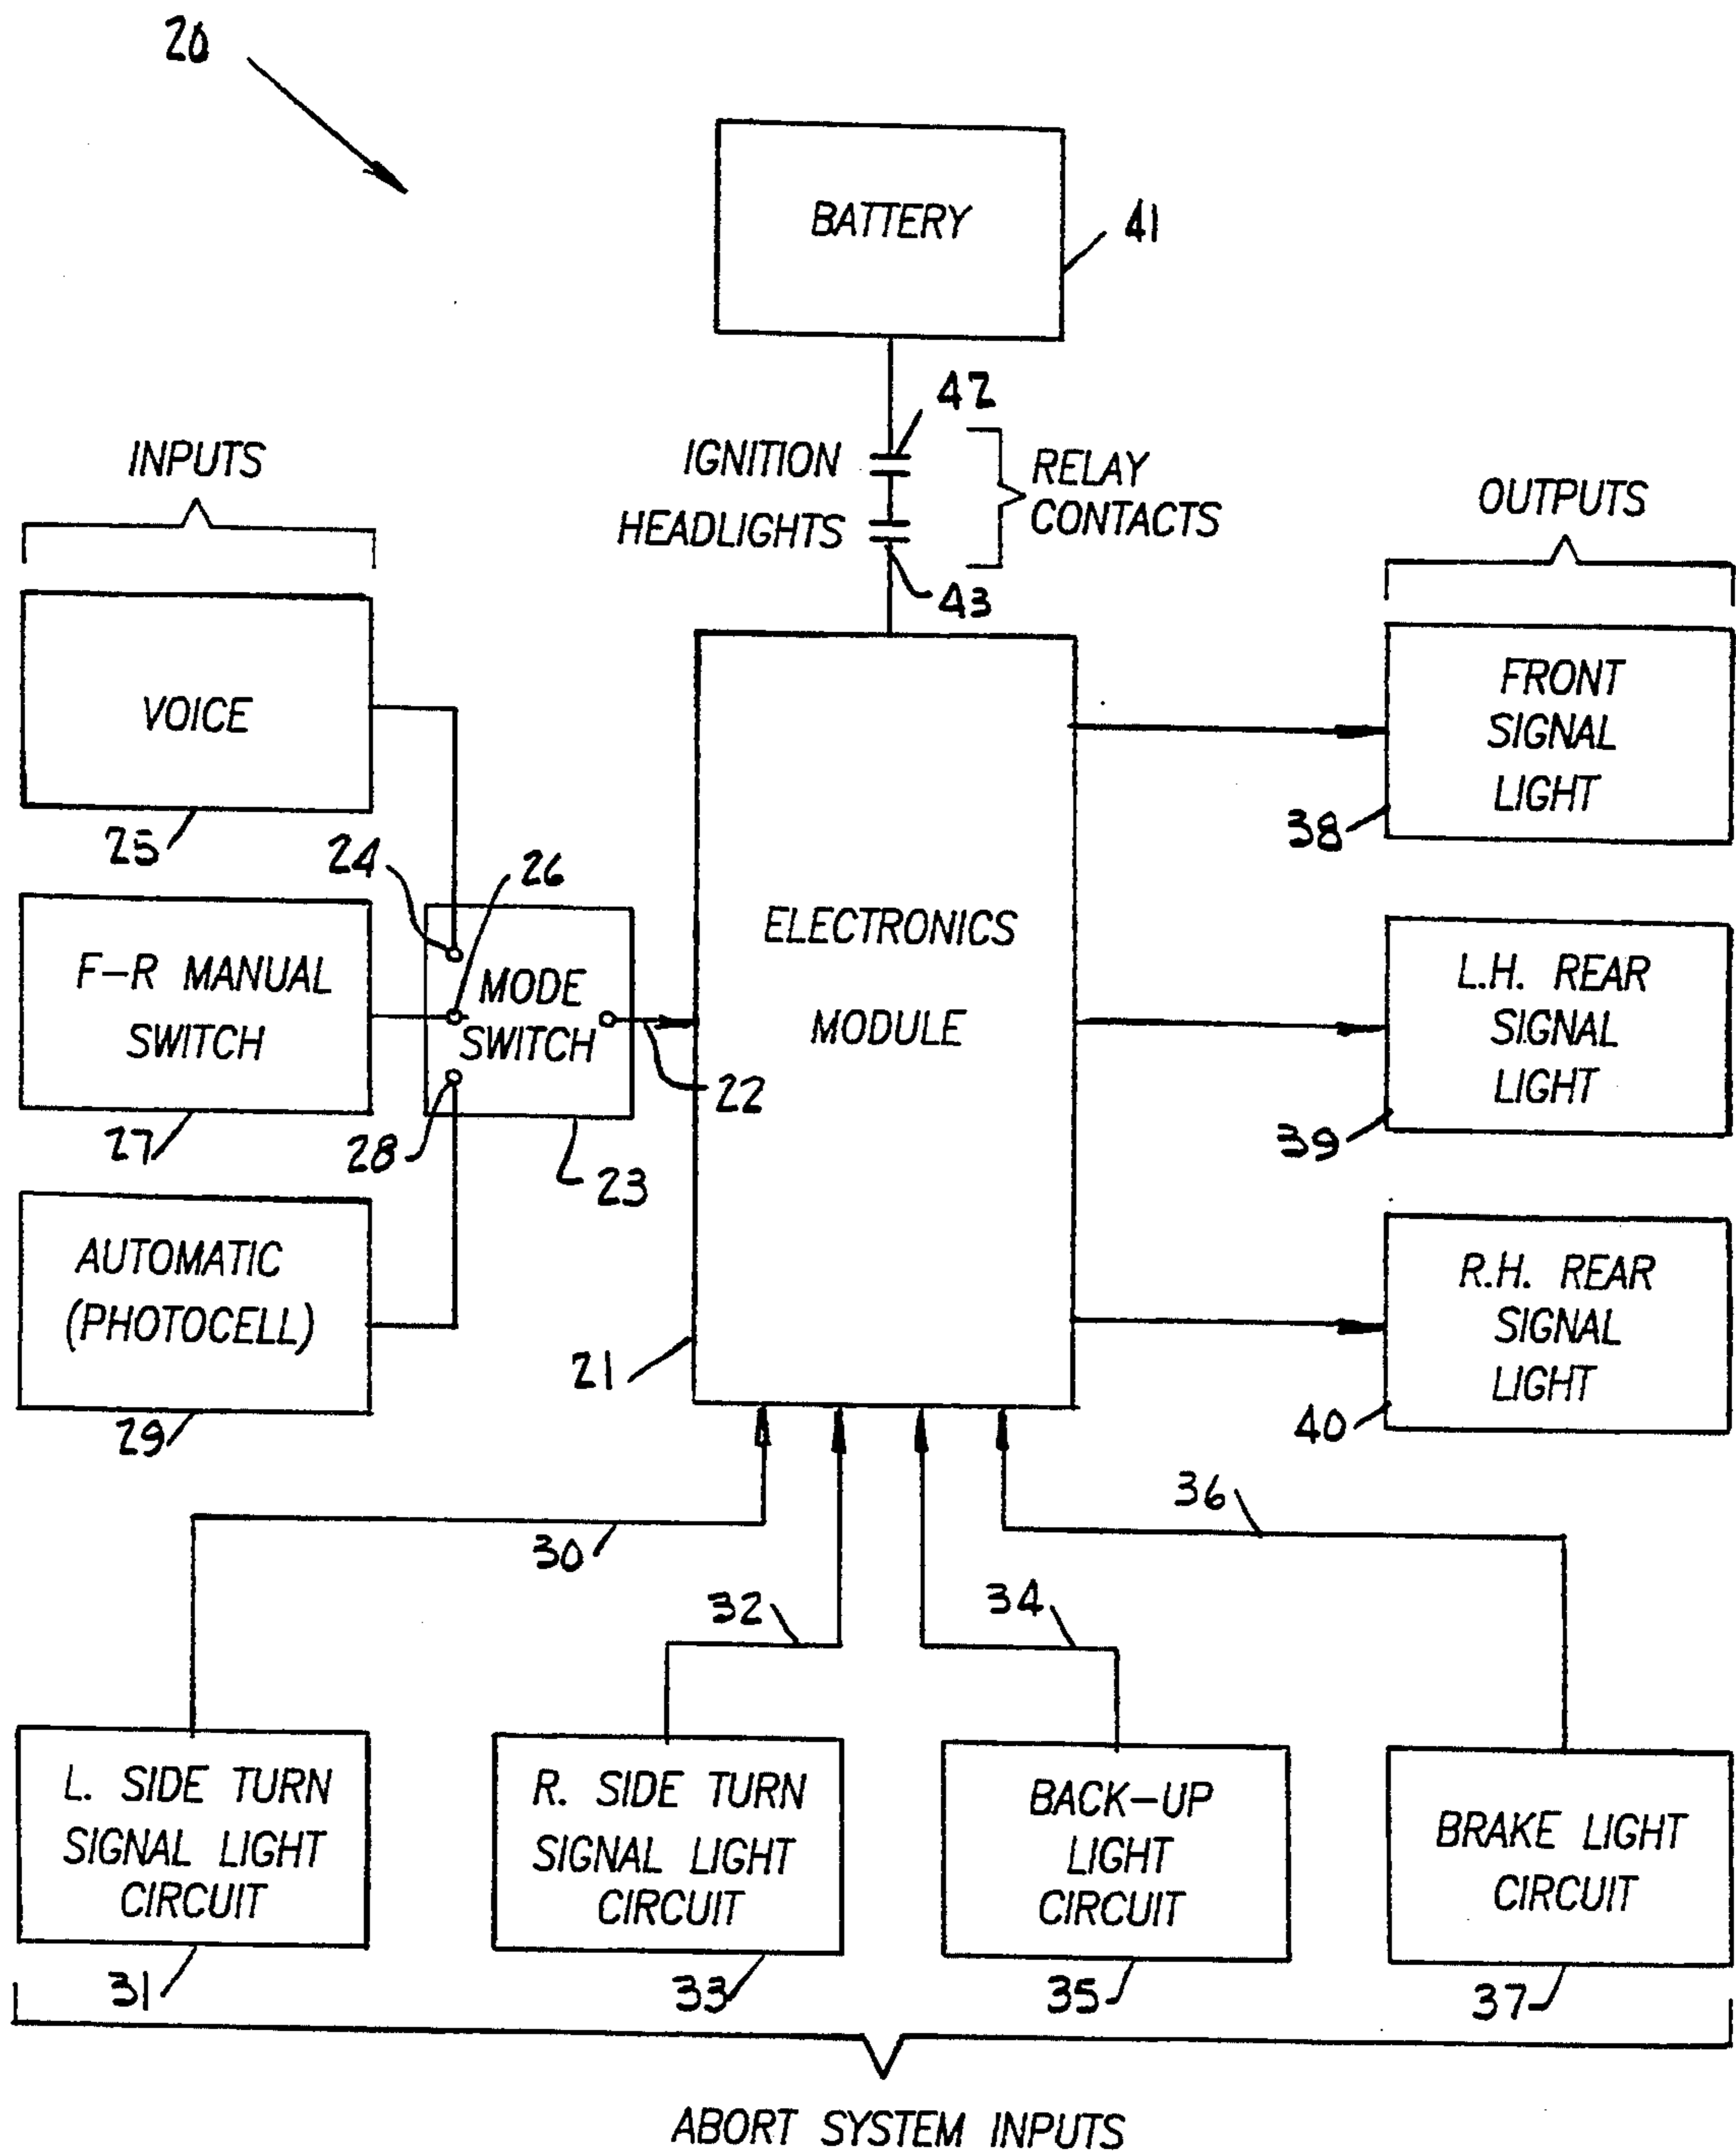 20
BATTERY
41
42
INPUTS
IGNITION
HEADLIGHTS
RELAY
CONTACTS
43
OUTPUTS
VOICE
25
24
26
F-R MANUAL
SWITCH
27
MODE
SWITCH
22
28
23
AUTOMATIC
(PHOTOCELL)
29
ELECTRONICS
MODULE
21
FRONT
SIGNAL
LIGHT
38
L.H. REAR
SIGNAL
LIGHT
39
R.H. REAR
SIGNAL
LIGHT
40
30
32
34
36
L. SIDE TURN
SIGNAL LIGHT
CIRCUIT
31
R. SIDE TURN
SIGNAL LIGHT
CIRCUIT
33
BACK-UP
LIGHT
CIRCUIT
35
BRAKE LIGHT
CIRCUIT
37
ABORT SYSTEM INPUTS